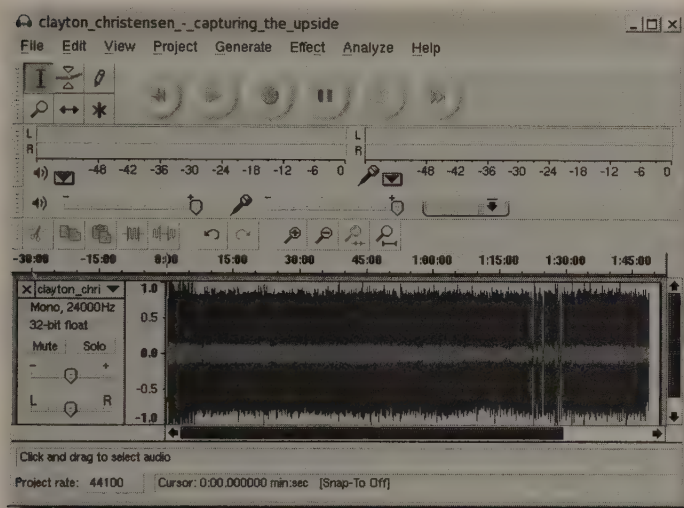 clayton_christensen_-_capturing_the_upside
File Edit View Project Generate Effect Analyze Help
L
R
-48 -42 -36 -30 -24 -18 -12 -6 0
L
R
-48 -42 -36 -30 -24 -18 -12 -6 0
- +
- +
-30:00 -15:00 0:00 15:00 30:00 45:00 1:00:00 1:15:00 1:30:00 1:45:00
clayton_chri
Mono, 24000Hz
32-bit float
Mute Solo
- +
L R
1.0
0.5
0.0
-0.5
-1.0
Click and drag to select audio
Project rate: 44100 Cursor: 0:00.000000 min:sec [Snap-To Off]